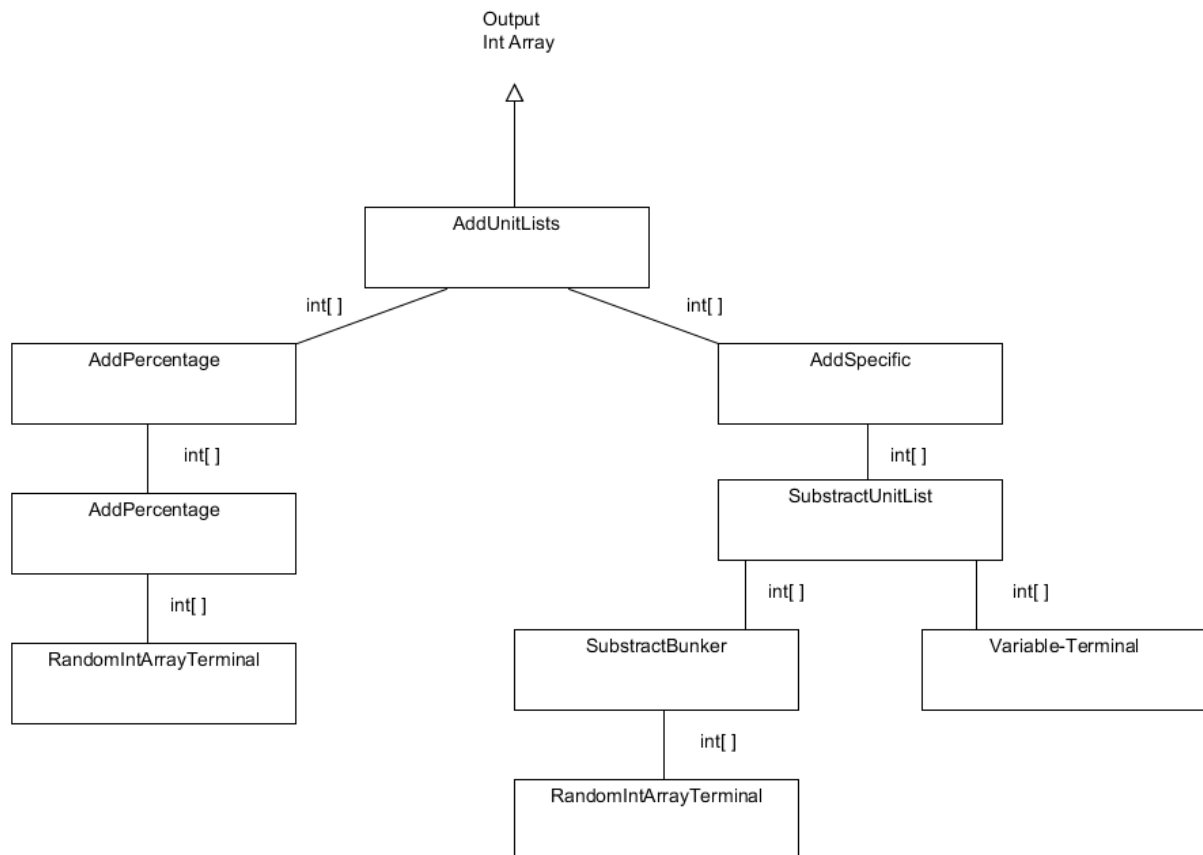 Output
Int Array
AddUnitLists
int[ ]
int[ ]
AddPercentage
AddSpecific
int[ ]
int[ ]
AddPercentage
SubstractUnitList
int[ ]
int[ ]
int[ ]
RandomIntArrayTerminal
SubstractBunker
Variable-Terminal
int[ ]
RandomIntArrayTerminal